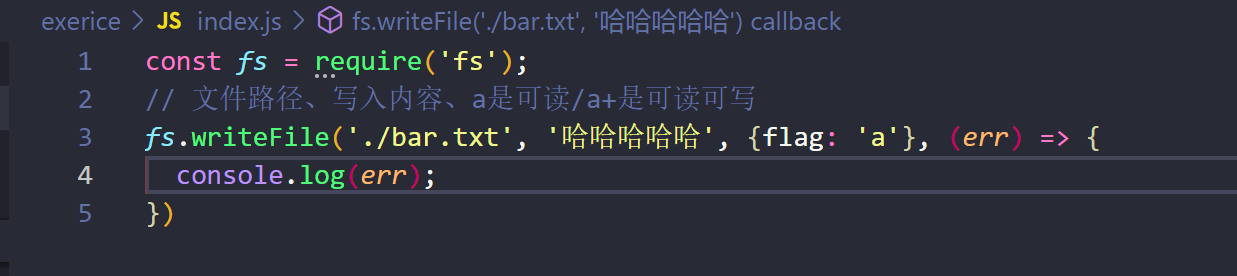 exerice > JS index.js > fs.writeFile('./bar.txt', '哈哈哈哈哈') callback
1 const fs = require('fs');
2 // 文件路径、写入内容、a是可读/a+是可读可写
3 fs.writeFile('./bar.txt', '哈哈哈哈哈', {flag: 'a'}, (err) => {
4 console.log(err);
5 })